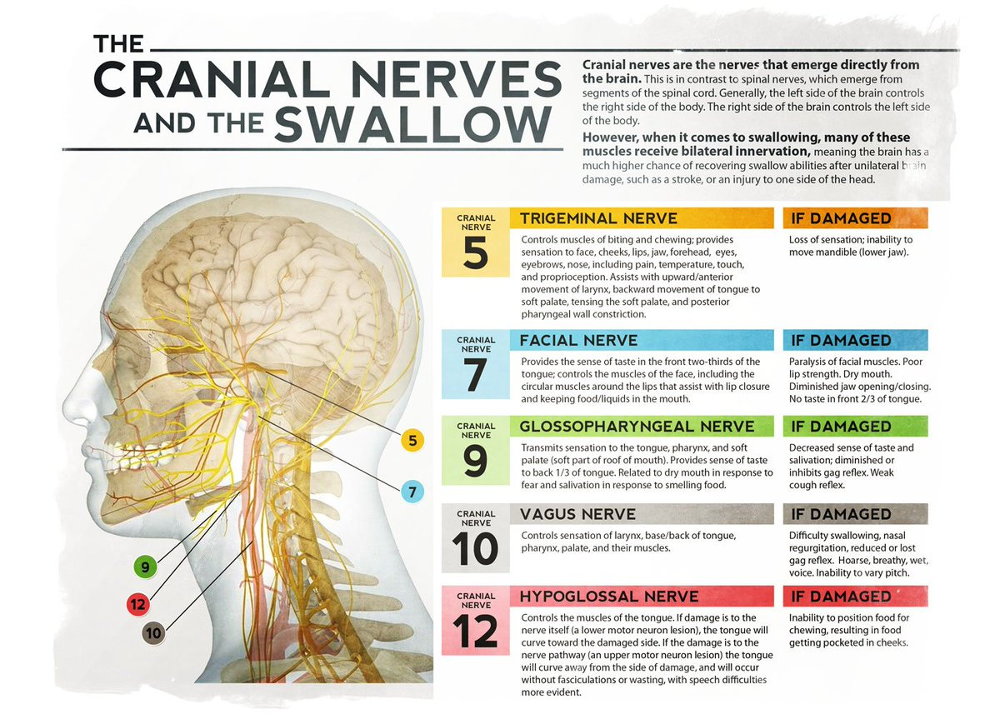 THE
CRANIAL NERVES
AND THE SWALLOW
Cranial nerves are the nerves that emerge directly from
the brain. This is in contrast to spinal nerves, which emerge from
segments of the spinal cord. Generally, the left side of the brain controls
the right side of the body. The right side of the brain controls the left side
of the body.
However, when it comes to swallowing, many of these
muscles receive bilateral innervation, meaning the brain has a
much higher chance of recovering swallow abilities after unilateral brain
damage, such as a stroke, or an injury to one side of the head.
CRANIAL
NERVE
5
TRIGEMINAL NERVE
Controls muscles of biting and chewing; provides
sensation to face, cheeks, lips, jaw, forehead, eyes,
eyebrows, nose, including pain, temperature, touch,
and proprioception. Assists with upward/anterior
movement of larynx, backward movement of tongue to
soft palate, tensing the soft palate, and posterior
pharyngeal wall constriction.
IF DAMAGED
Loss of sensation; inability to
move mandible (lower jaw).
CRANIAL
NERVE
7
FACIAL NERVE
Provides the sense of taste in the front two-thirds of the
tongue; controls the muscles of the face, including the
circular muscles around the lips that assist with lip closure
and keeping food/liquids in the mouth.
IF DAMAGED
Paralysis of facial muscles. Poor
lip strength. Dry mouth.
Diminished jaw opening/closing.
No taste in front 2/3 of tongue.
CRANIAL
NERVE
9
GLOSSOPHARYNGEAL NERVE
Transmits sensation to the tongue, pharynx, and soft
palate (soft part of roof of mouth). Provides sense of taste
to back 1/3 of tongue. Related to dry mouth in response to
fear and salivation in response to smelling food.
IF DAMAGED
Decreased sense of taste and
salivation; diminished or
inhibits gag reflex. Weak
cough reflex.
CRANIAL
NERVE
10
VAGUS NERVE
Controls sensation of larynx, base/back of tongue,
pharynx, palate, and their muscles.
IF DAMAGED
Difficulty swallowing, nasal
regurgitation, reduced or lost
gag reflex. Hoarse, breathy, wet,
voice. Inability to vary pitch.
CRANIAL
NERVE
12
HYPOGLOSSAL NERVE
Controls the muscles of the tongue. If damage is to the
nerve itself (a lower motor neuron lesion), the tongue will
curve toward the damaged side. If the damage is to the
nerve pathway (an upper motor neuron lesion) the tongue
will curve away from the side of damage, and will occur
without fasciculations or wasting, with speech difficulties
more evident.
IF DAMAGED
Inability to position food for
chewing, resulting in food
getting pocketed in cheeks.
5
7
9
12
10